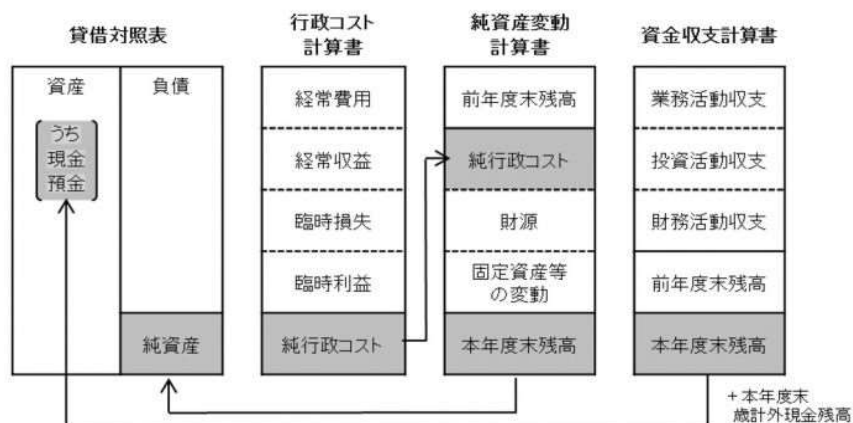 貸借対照表
資産
うち
現金
預金
負債
純資産
行政コスト
計算書
経常費用
経常収益
臨時損失
臨時利益
純行政コスト
純資産変動
計算書
前年度末残高
純行政コスト
財源
固定資産等
の変動
本年度末残高
資金収支計算書
業務活動収支
投資活動収支
財務活動収支
前年度末残高
本年度末残高
+本年度末
歳計外現金残高